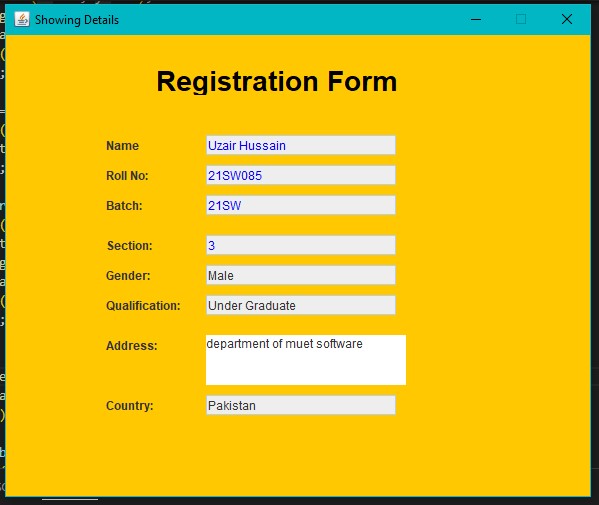 Showing Details
Registration Form
Name Uzair Hussain
Roll No: 21SW085
Batch: 21SW
Section: 3
Gender: Male
Qualification: Under Graduate
Address: department of muet software
Country: Pakistan